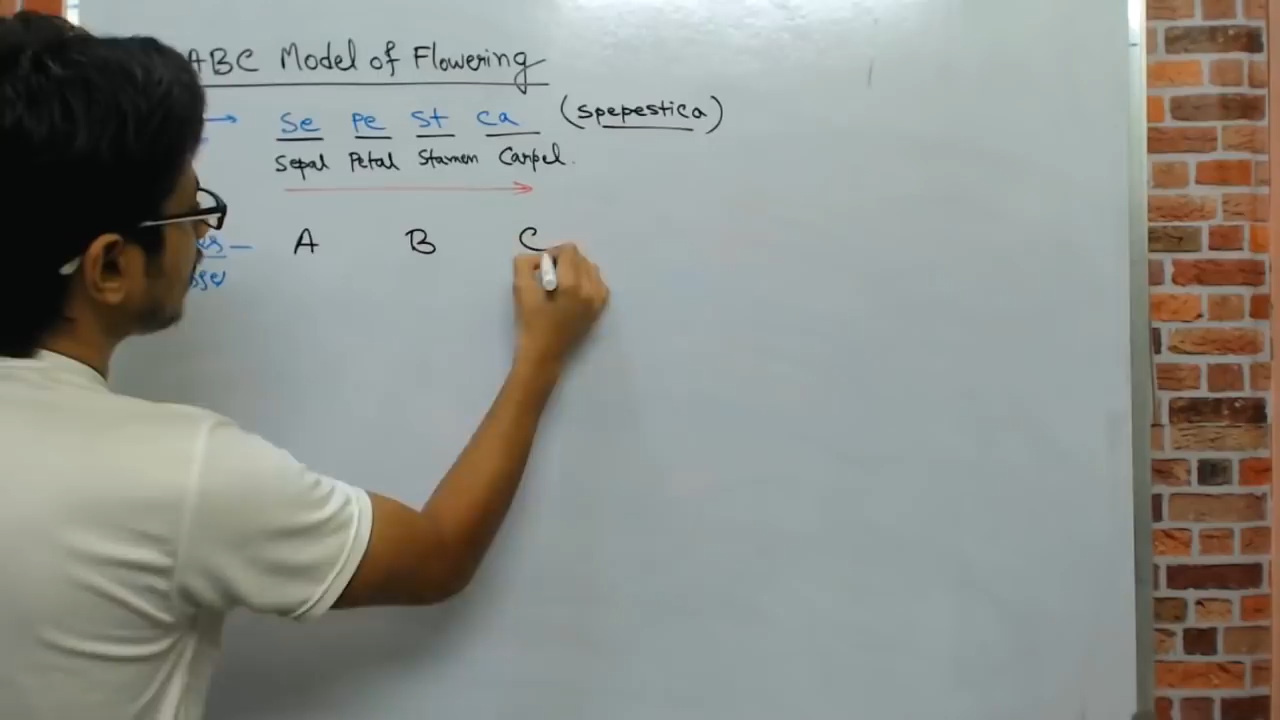 ABC Model of Flowering
→ Se Pe St Ca (Spepestica)
Sepal Petal Stamen Carpel.
A B C